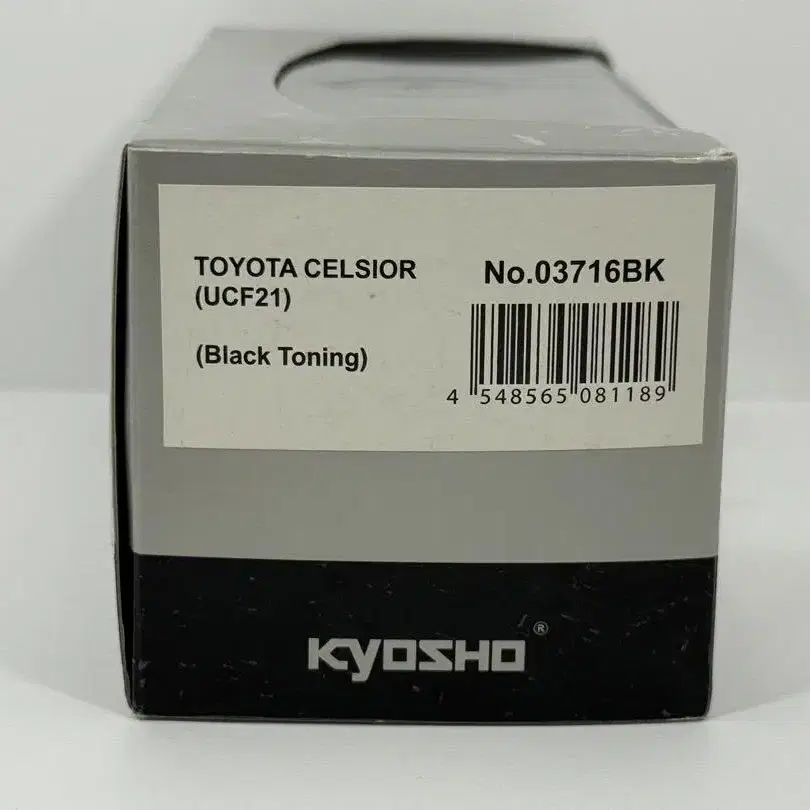 TOYOTA CELSIOR
(UCF21)
(Black Toning)
No.03716BK
4 548565 081189
KYOSHO®